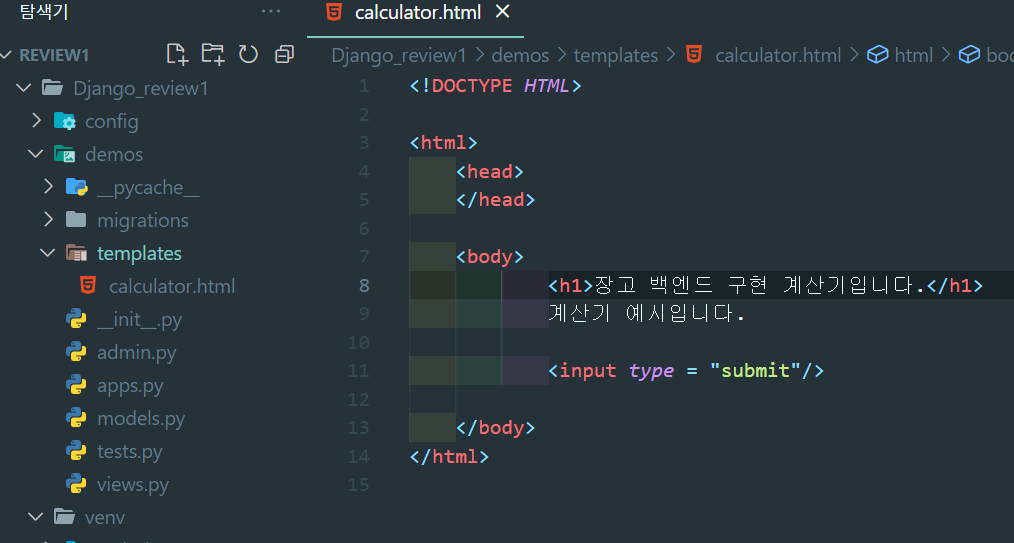 탐색기 ···
calculator.html ×
REVIEW1
Django_review1 > demos > templates > calculator.html > html >
Django_review1
config
demos
__pycache__
migrations
templates
calculator.html
__init__.py
admin.py
apps.py
models.py
tests.py
views.py
venv
1 <!DOCTYPE HTML>
2
3 <html>
4 <head>
5 </head>
6
7 <body>
8 <h1>장고 백엔드 구현 계산기입니다.</h1>
9 계산기 예시입니다.
10
11 <input type = "submit"/>
12
13 </body>
14 </html>
15